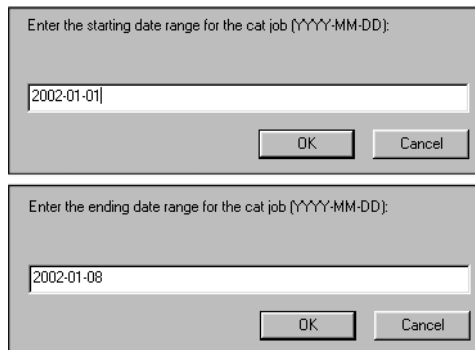 Enter the starting date range for the cat job (YYYY-MM-DD):
2002-01-01
OK Cancel
Enter the ending date range for the cat job (YYYY-MM-DD):
2002-01-08
OK Cancel